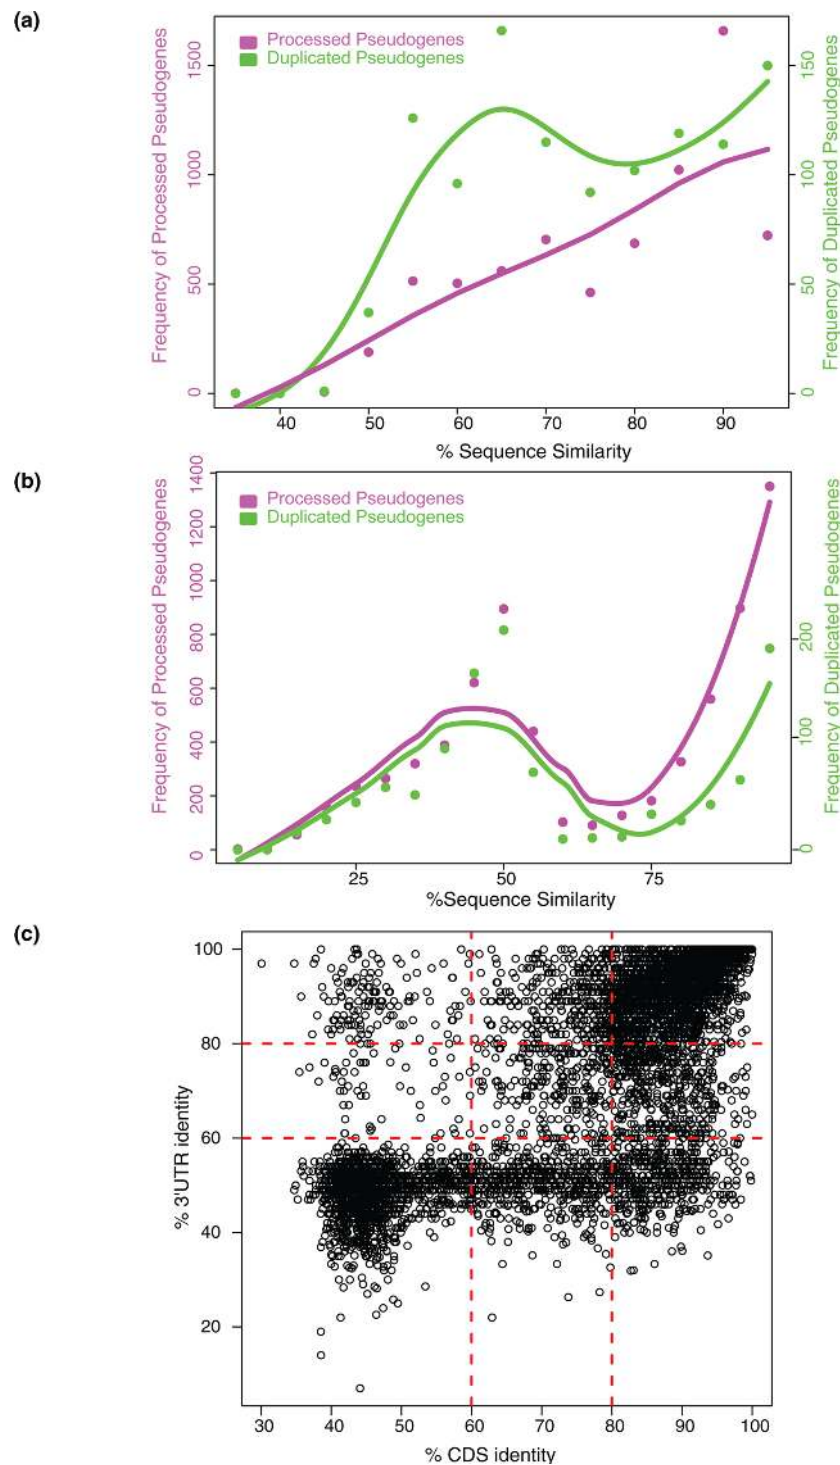 (a)
Processed Pseudogenes
Duplicated Pseudogenes
Frequency of Processed Pseudogenes
0 500 1000 1500
Frequency of Duplicated Pseudogenes
0 50 100 150
40 50 60 70 80 90
% Sequence Similarity
(b)
Processed Pseudogenes
Duplicated Pseudogenes
Frequency of Processed Pseudogenes
0 200 400 600 800 1000 1200 1400
Frequency of Duplicated Pseudogenes
0 100 200
25 50 75
%Sequence Similarity
(c)
% 3'UTR identity
100
80
60
40
20
30 40 50 60 70 80 90 100
% CDS identity